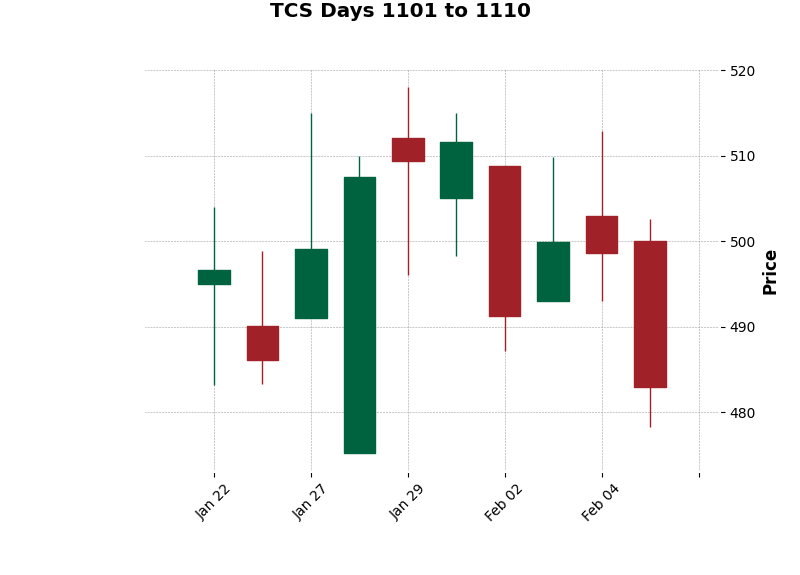 TCS Days 1101 to 1110
520
510
500
490
480
Price
Jan 22
Jan 27
Jan 29
Feb 02
Feb 04